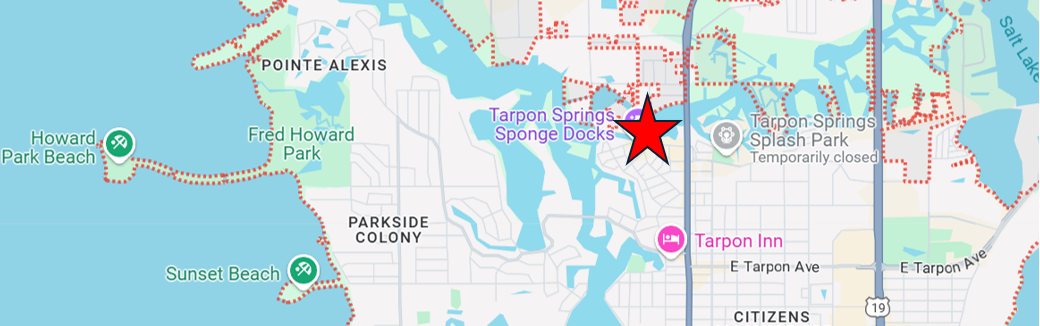 POINTE ALEXIS
Salt Lake
Tarpon Springs
Sponge Docks
Tarpon Springs
Splash Park
Temporarily closed
Howard
Park Beach
Fred Howard
Park
PARKSIDE
COLONY
Tarpon Inn
Sunset Beach
E Tarpon Ave
E Tarpon Ave
19
CITIZENS